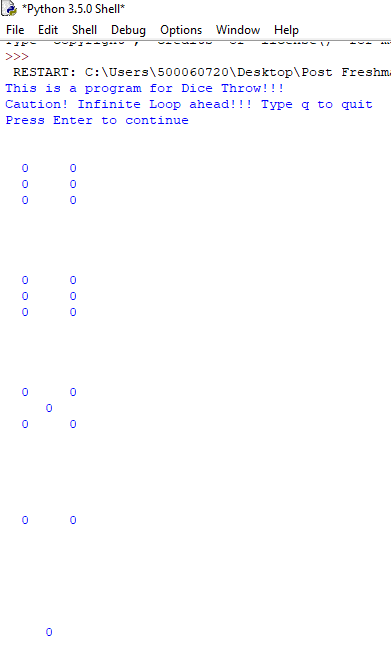 *Python 3.5.0 Shell*
File Edit Shell Debug Options Window Help
>>>
RESTART: C:\Users\500060720\Desktop\Post Freshm
This is a program for Dice Throw!!!
Caution! Infinite Loop ahead!!! Type q to quit
Press Enter to continue
0 0
0 0
0 0
0 0
0 0
0 0
0 0
0
0 0
0 0
0